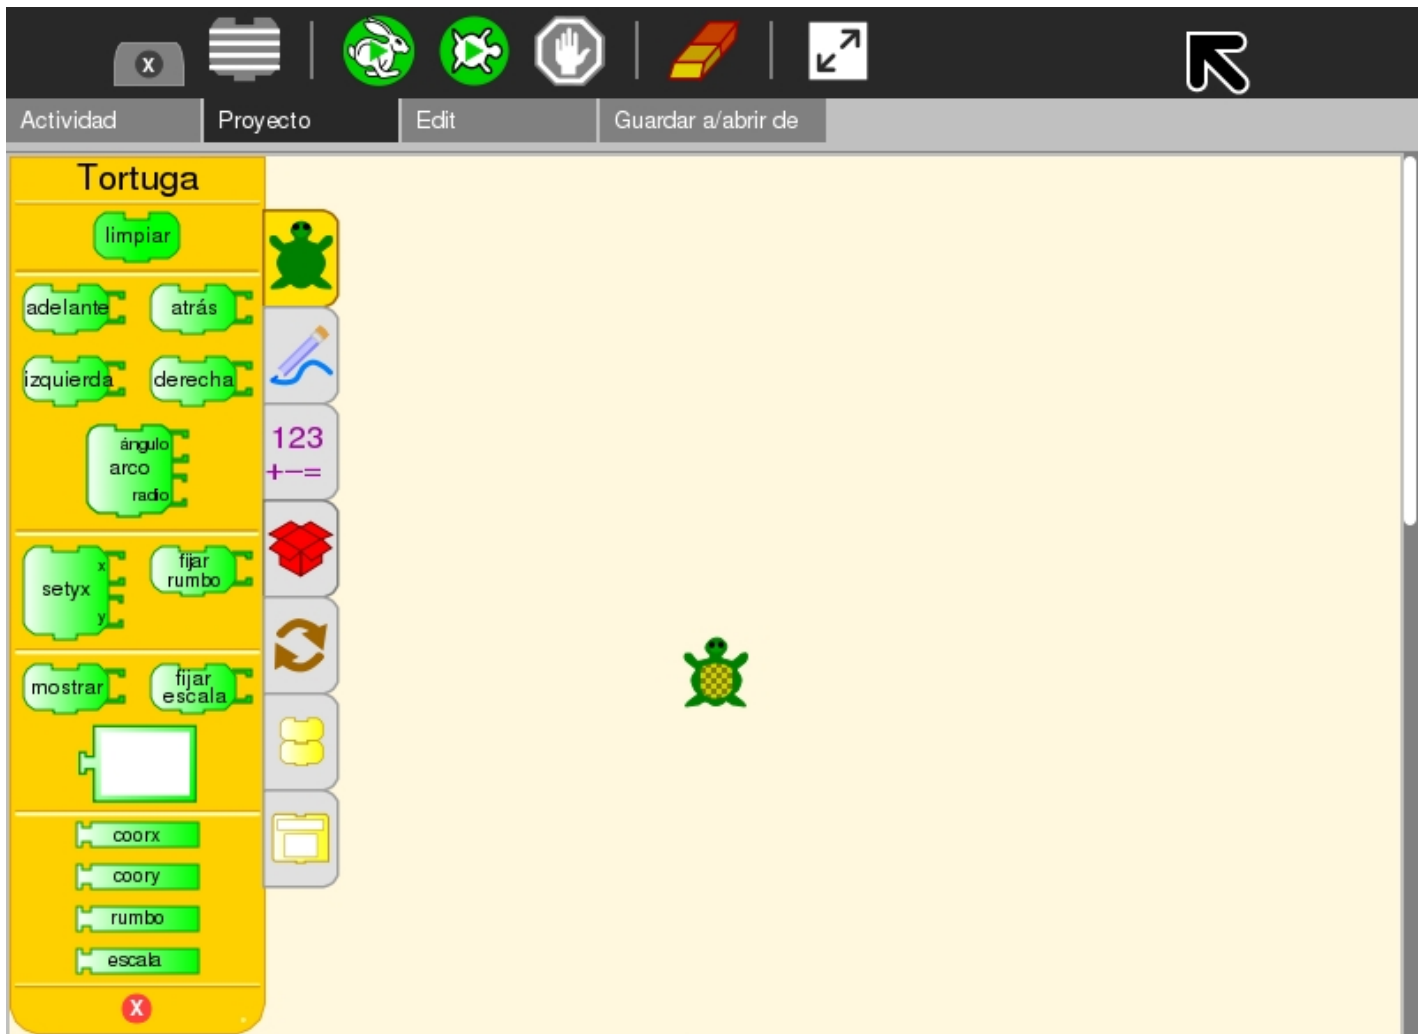 X
Actividad
Proyecto
Edit
Guardar a/abrir de
Tortuga
limpiar
adelante
atrás
izquierda
derecha
ángulo
arco
radio
x
setyx
y
fijar
rumbo
mostrar
fijar
escala
coorx
coory
rumbo
escala
X
123
+−=